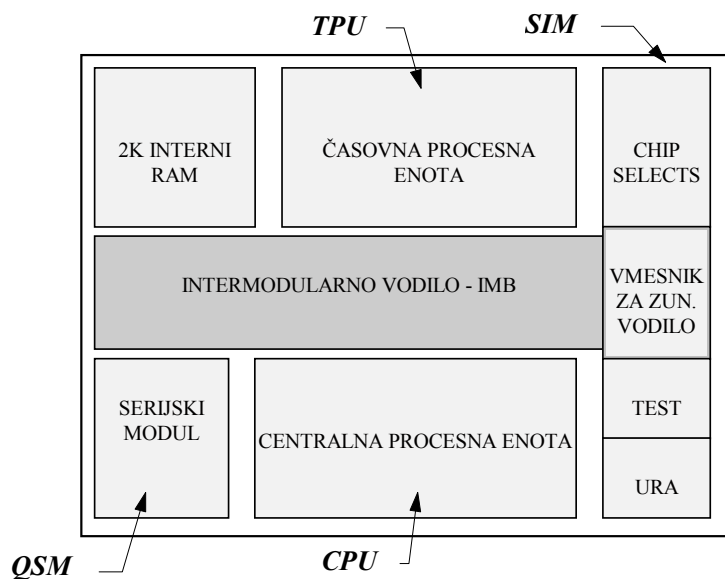 TPU
SIM
2K INTERNI
RAM
ČASOVNA PROCESNA
ENOTA
CHIP
SELECTS
INTERMODULARNO VODILO - IMB
VMESNIK
ZA ZUN.
VODILO
SERIJSKI
MODUL
CENTRALNA PROCESNA ENOTA
TEST
URA
QSM
CPU